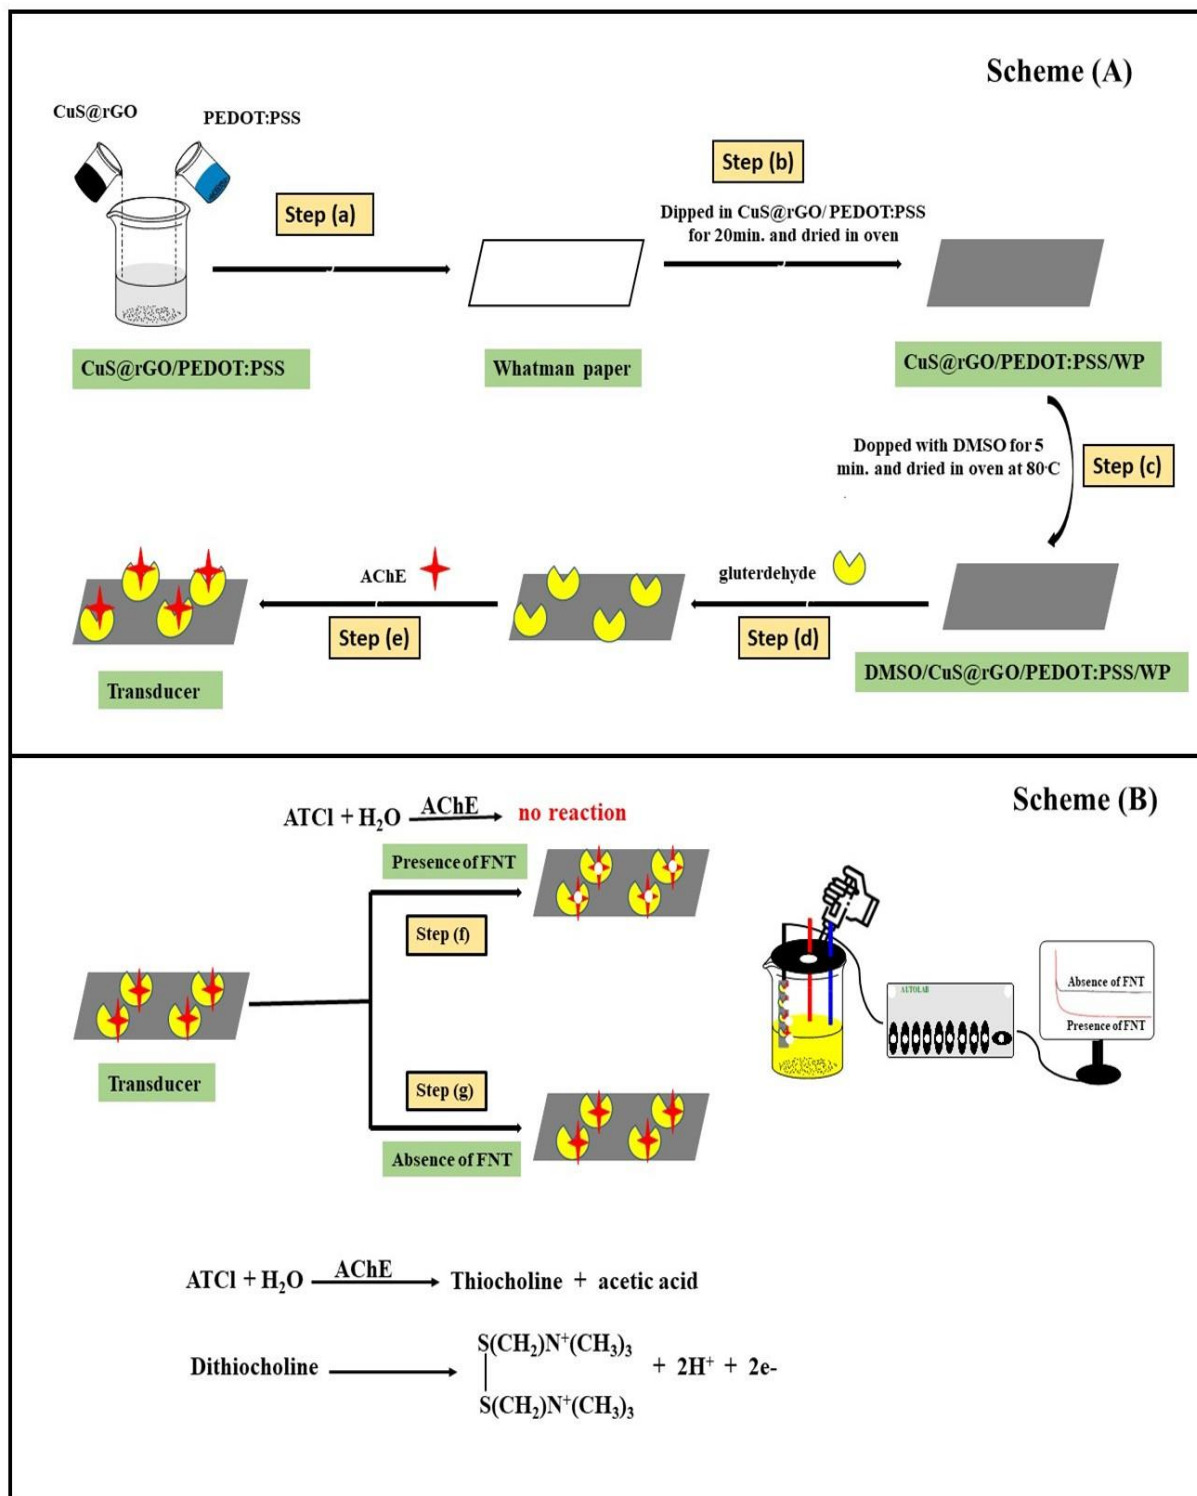 Scheme (A)
CuS@rGO
PEDOT:PSS
Step (a)
Step (b)
Dipped in CuS@rGO/ PEDOT:PSS
for 20min. and dried in oven
CuS@rGO/PEDOT:PSS
Whatman paper
CuS@rGO/PEDOT:PSS/WP
Dopped with DMSO for 5
min. and dried in oven at 80·C
Step (c)
gluterdehyde
AChE
Step (d)
Step (e)
DMSO/CuS@rGO/PEDOT:PSS/WP
Transducer
Scheme (B)
ATCl + H₂O AChE no reaction
Presence of FNT
Step (f)
Transducer
Step (g)
Absence of FNT
AUTOLAB
Absence of FNT
Presence of FNT
ATCl + H₂O AChE Thiocholine + acetic acid
S(CH₂)N⁺(CH₃)₃
Dithiocholine + 2H⁺ + 2e-
S(CH₂)N⁺(CH₃)₃